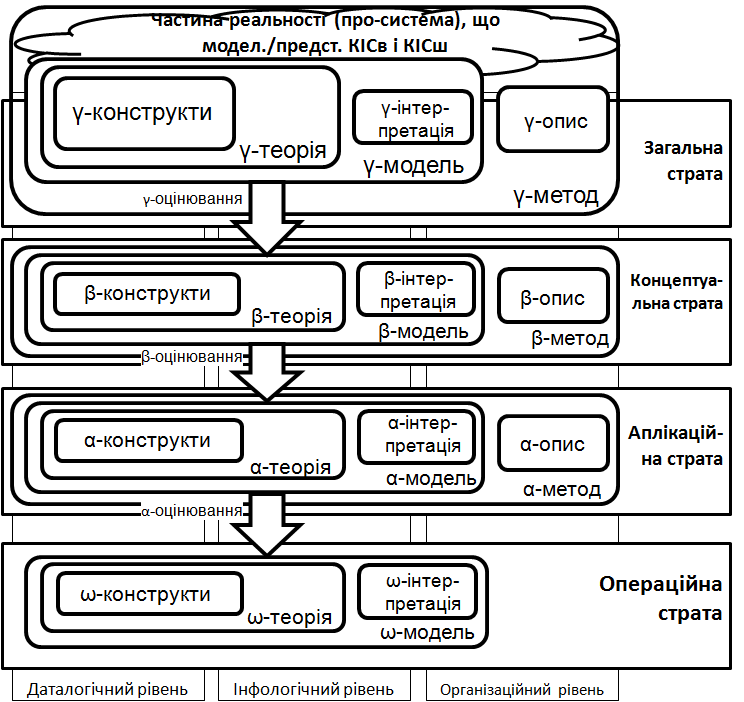 Частина реальності (про-система), що
модел./предст. КІСв і КІСш
γ-конструкти
γ-теорія
γ-інтер-
претація
γ-модель
γ-опис
γ-метод
Загальна
страта
γ-оцінювання
β-конструкти
β-теорія
β-інтер-
претація
β-модель
β-опис
β-метод
Концептуа-
льна страта
β-оцінювання
α-конструкти
α-теорія
α-інтер-
претація
α-модель
α-опис
α-метод
Аплікацій-
на страта
α-оцінювання
ω-конструкти
ω-теорія
ω-інтер-
претація
ω-модель
Операційна
страта
Даталогічний рівень
Інфологічний рівень
Організаційний рівень